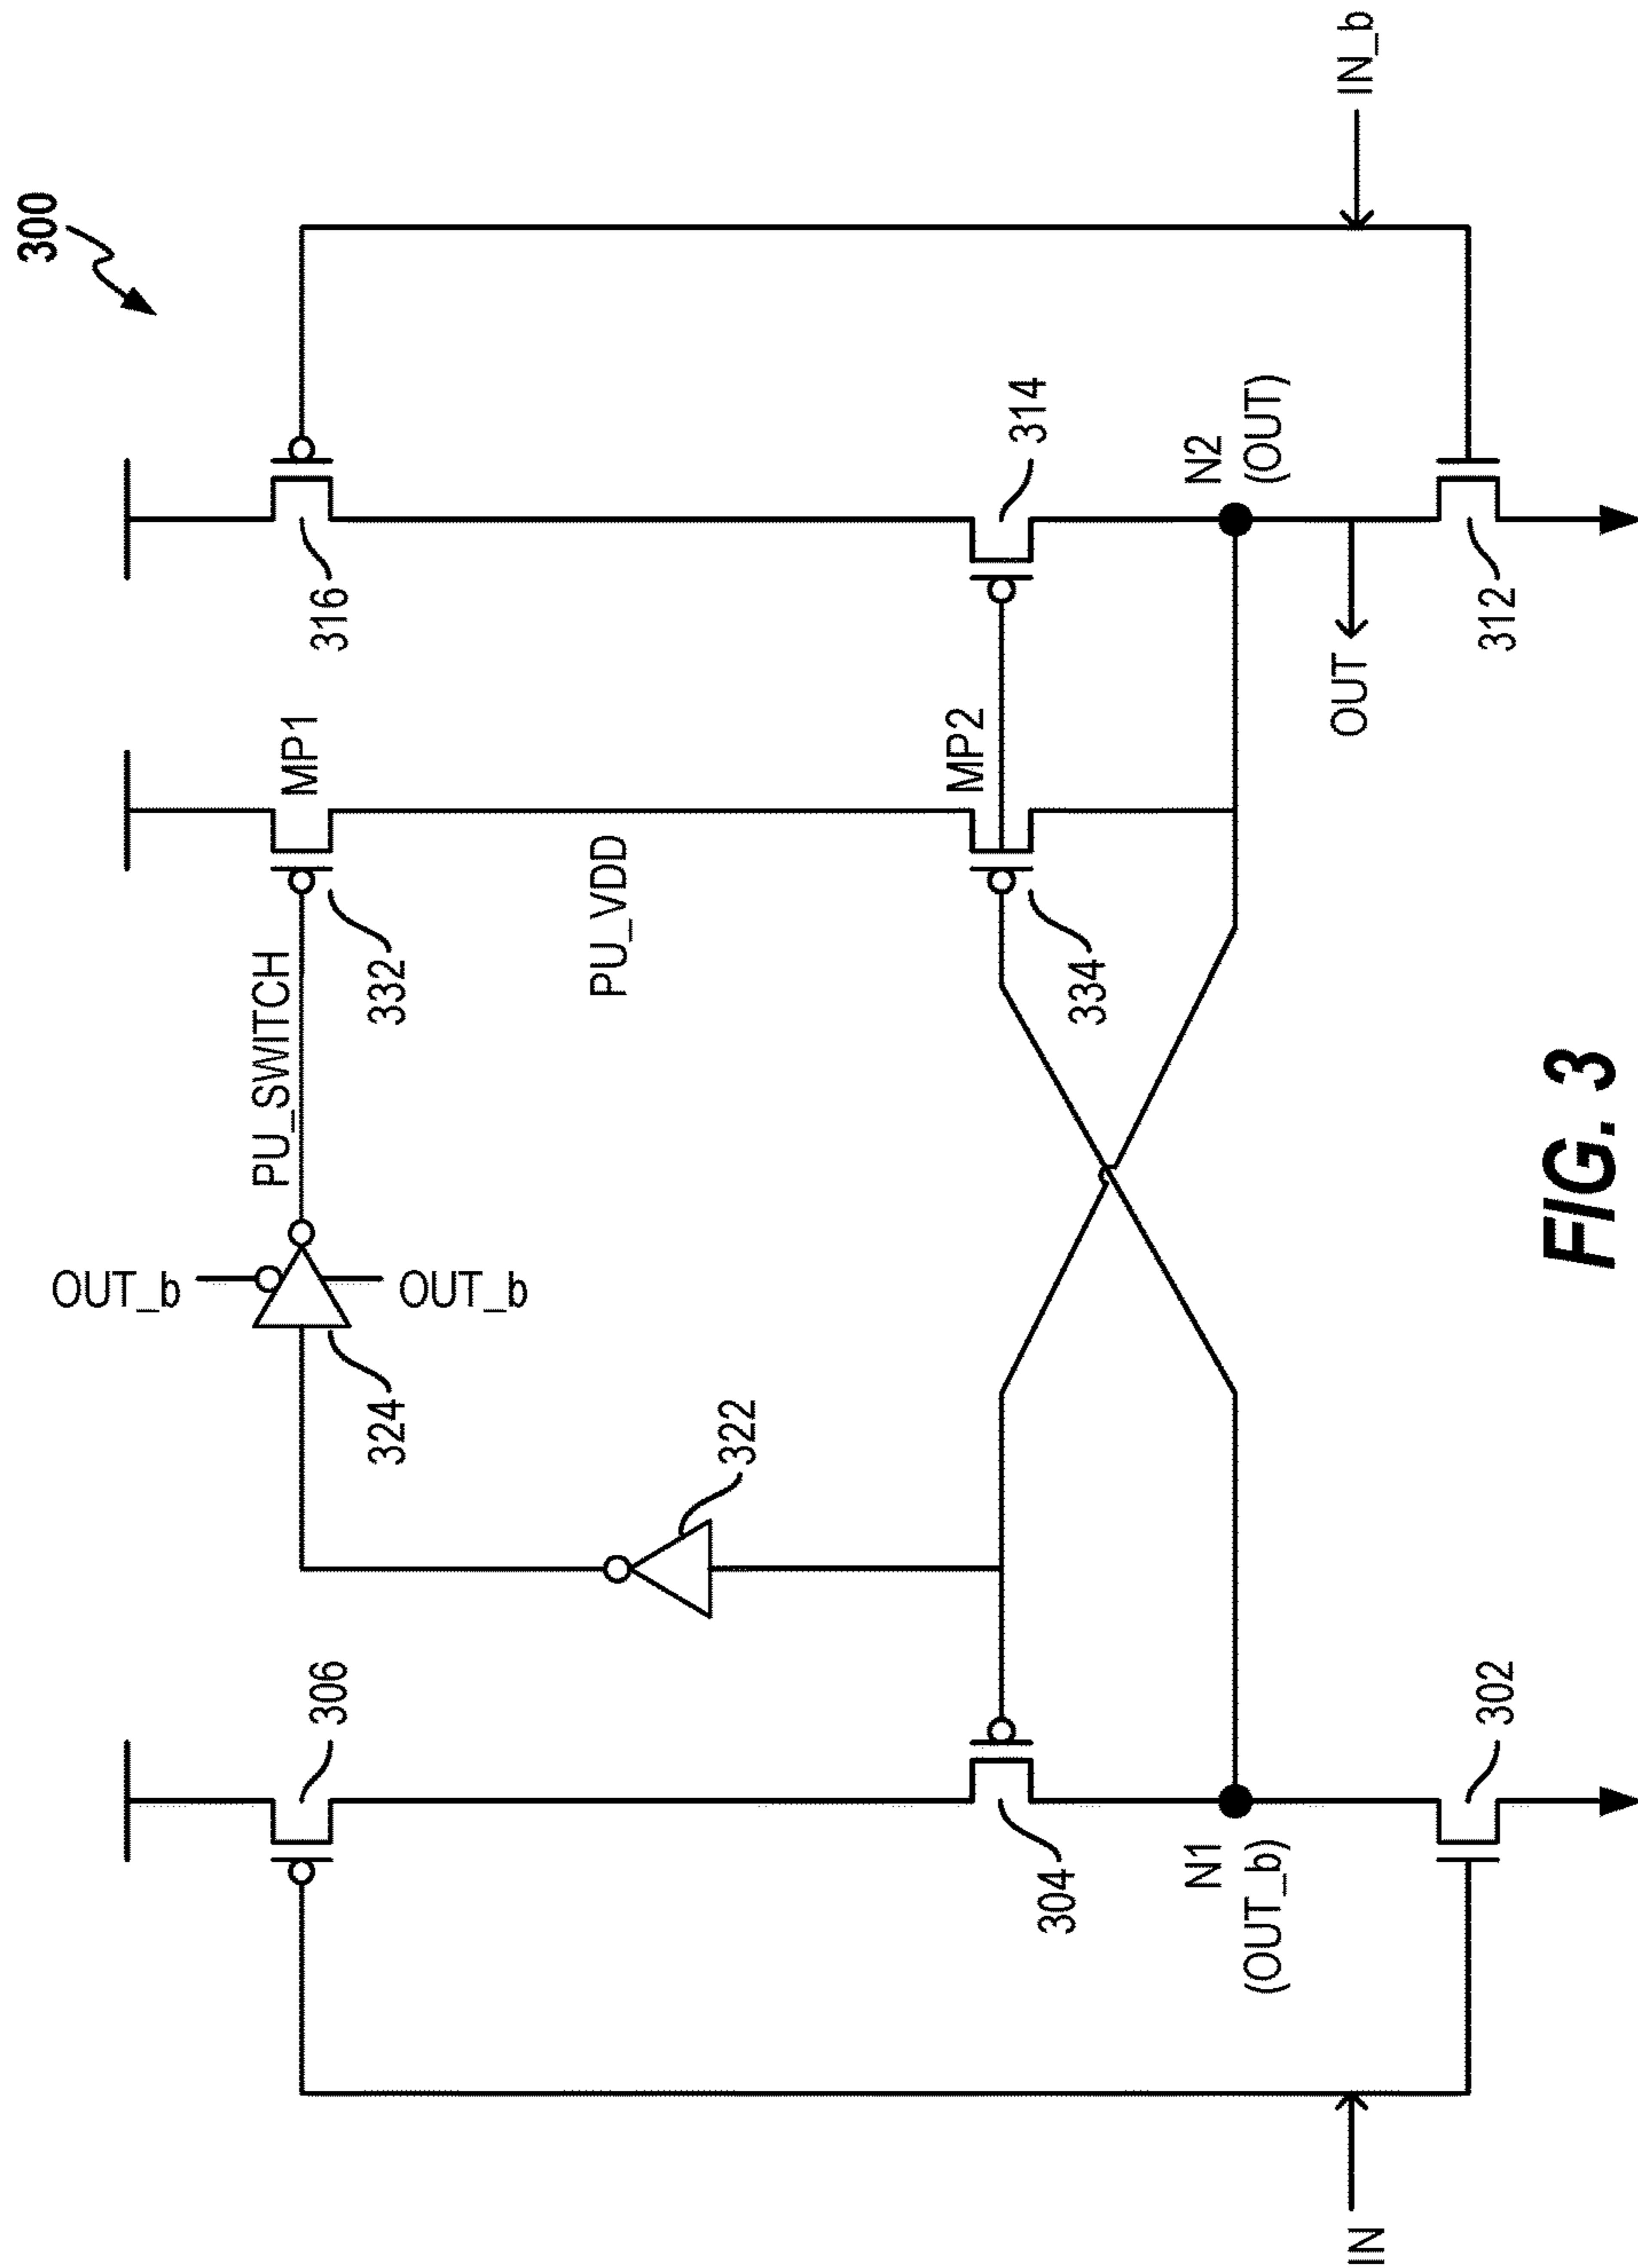 300
IN
306
304
N1
(OUT_b)
302
322
324
OUT_b
OUT_b
PU_SWITCH
332
MP1
PU_VDD
334
MP2
316
314
N2
(OUT)
OUT
312
IN_b
FIG. 3